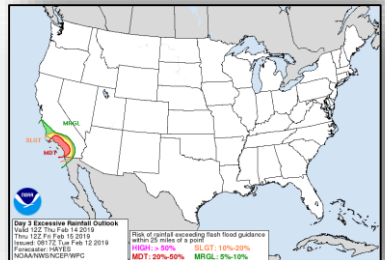 MRGL
SLGT
MDT
NOAA
Day 3 Excessive Rainfall Outlook
Valid 12Z Thu Feb 14 2019
Thru 12Z Fri Feb 15 2019
Issued: 0817Z Tue Feb 12 2019
Forecaster: HAYES
NOAA/NWS/NCEP/WPC
Risk of rainfall exceeding flash flood guidance
within 25 miles of a point
HIGH: > 50% SLGT: 10%-20%
MDT: 20%-50% MRGL: 5%-10%